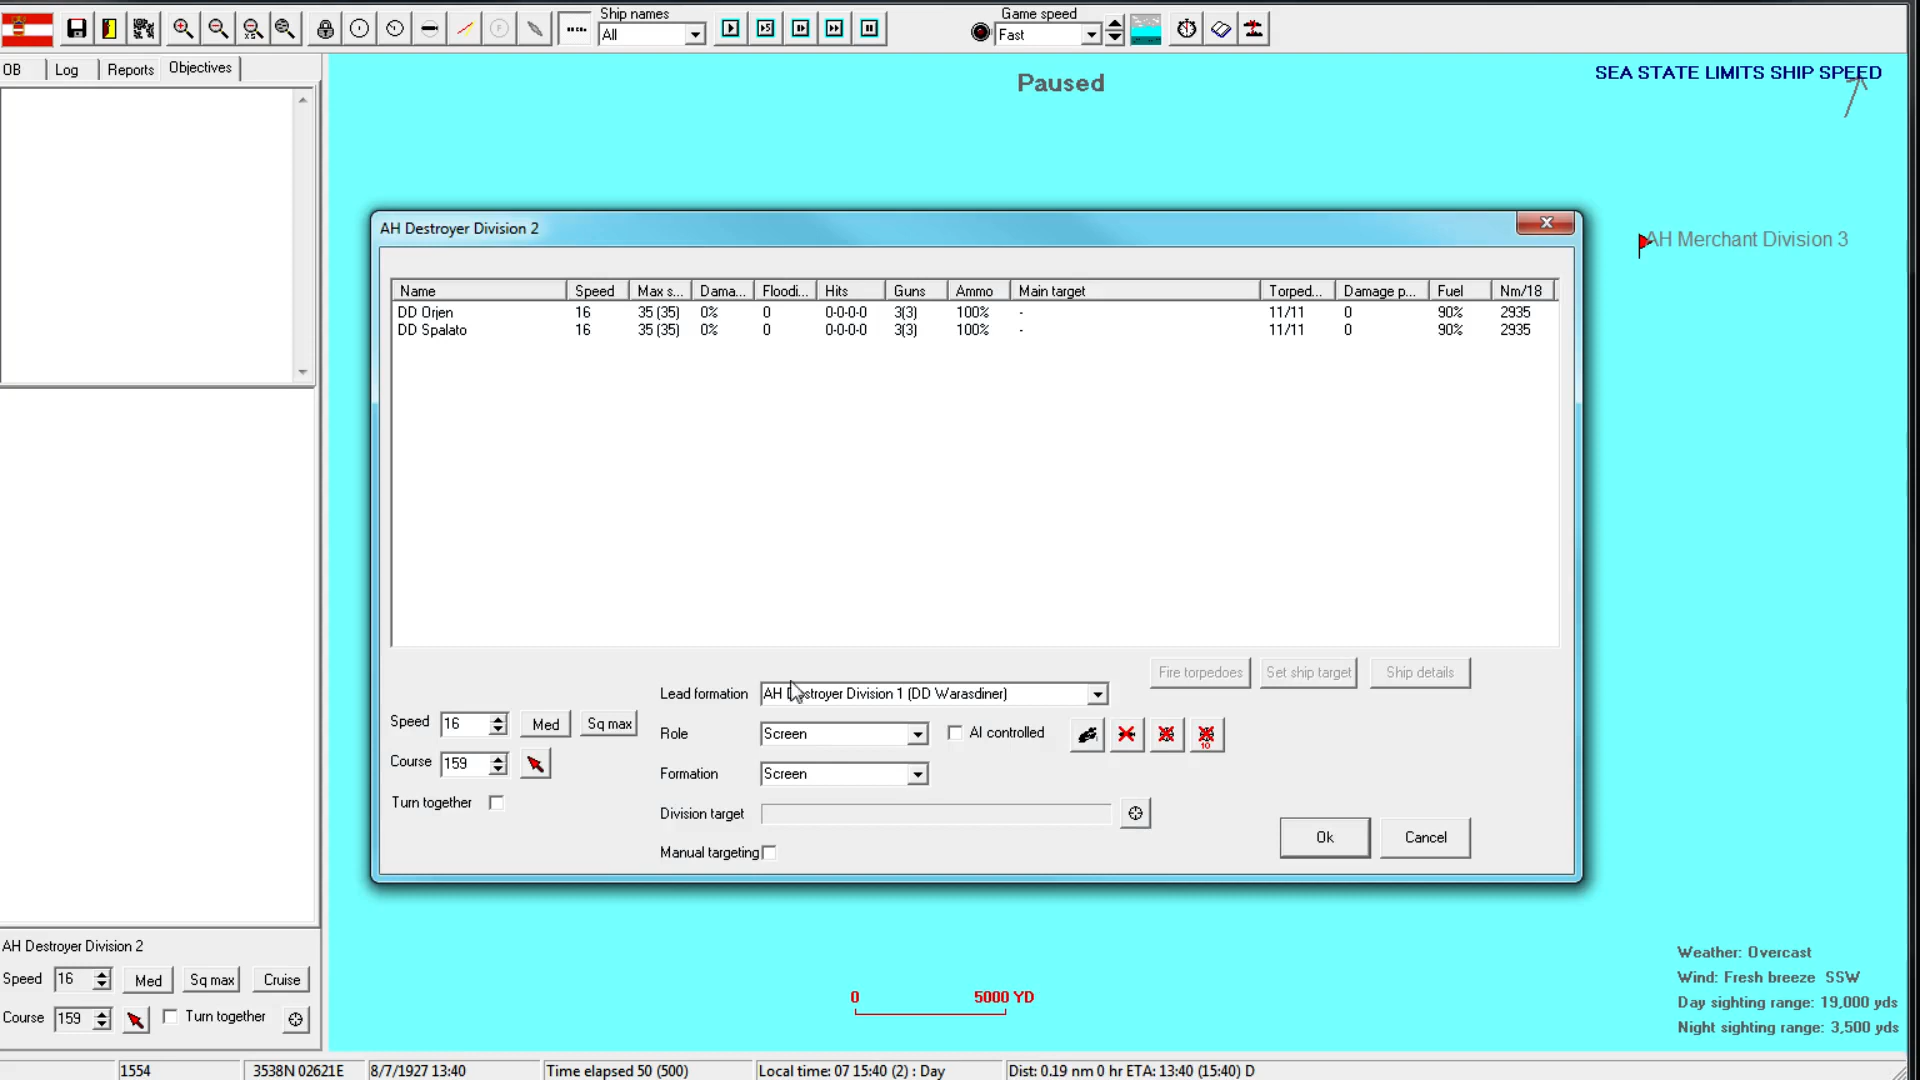 Ship names
All
Game speed
Fast
OB
Log
Reports
Objectives
Paused
SEA STATE LIMITS SHIP SPEED
AH Merchant Division 3
AH Destroyer Division 2
Name Speed Max s... Dama... Floodi... Hits Guns Ammo Main target Torped... Damage p... Fuel Nm/18
DD Orjen 16 35 (35) 0% 0 0-0-0-0 3(3) 100% - 11/11 0 90% 2935
DD Spalato 16 35 (35) 0% 0 0-0-0-0 3(3) 100% - 11/11 0 90% 2935
Fire torpedoes Set ship target Ship details
Lead formation AH Destroyer Division 1 (DD Warasdiner)
Speed 16 Med Sq max
Role Screen AI controlled
10
Course 159
Formation Screen
Turn together
Division target
Manual targeting
Ok Cancel
AH Destroyer Division 2
Speed 16 Med Sq max Cruise
Course 159 Turn together
0 5000 YD
Weather: Overcast
Wind: Fresh breeze SSW
Day sighting range: 19,000 yds
Night sighting range: 3,500 yds
1554 3538N 02621E 8/7/1927 13:40 Time elapsed 50 (500) Local time: 07 15:40 (2) : Day Dist: 0.19 nm 0 hr ETA: 13:40 (15:40) D